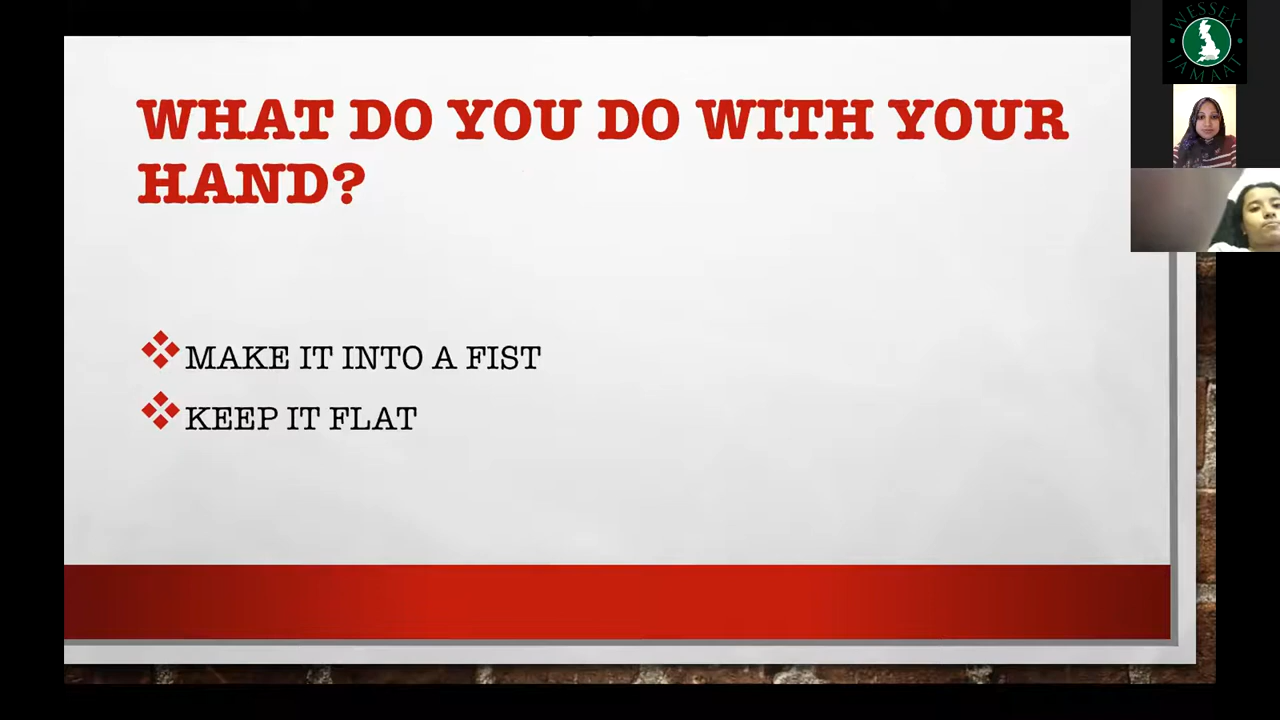 WHAT DO YOU DO WITH YOUR
HAND?
MAKE IT INTO A FIST
KEEP IT FLAT
WESSEX
JAMAAT